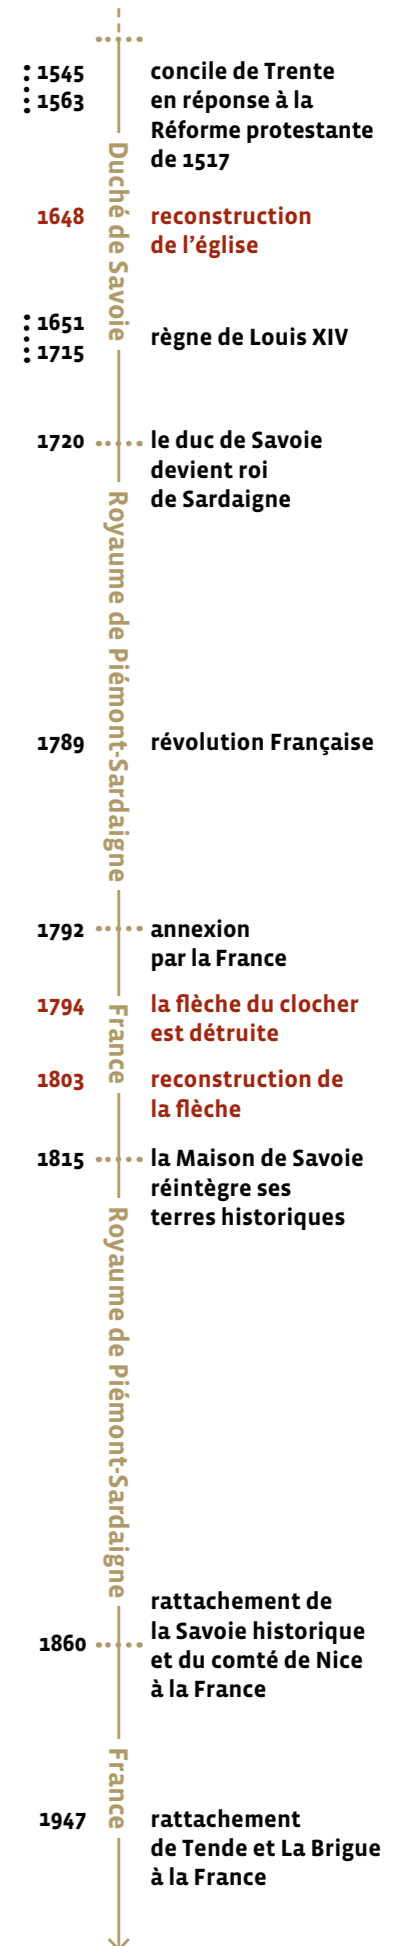 1545
1563
concile de Trente
en réponse à la
Réforme protestante
de 1517
Duché de Savoie
1648
reconstruction
de l’église
1651
1715
règne de Louis XIV
1720
le duc de Savoie
devient roi
de Sardaigne
Royaume de Piémont-Sardaigne
1789
révolution Française
1792
annexion
par la France
1794
la flèche du clocher
est détruite
France
1803
reconstruction de
la flèche
1815
la Maison de Savoie
réintègre ses
terres historiques
Royaume de Piémont-Sardaigne
1860
rattachement de
la Savoie historique
et du comté de Nice
à la France
France
1947
rattachement
de Tende et La Brigue
à la France